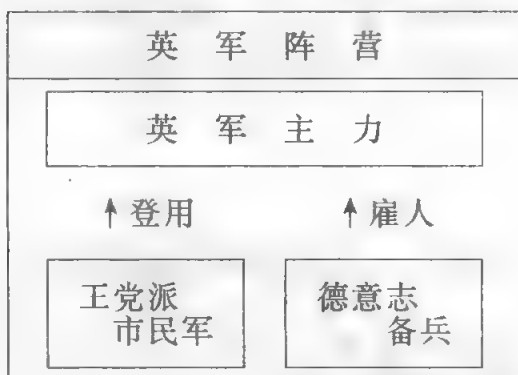 英军阵营
英军主力
登用 雇人
王党派 德意志
市民军 备兵